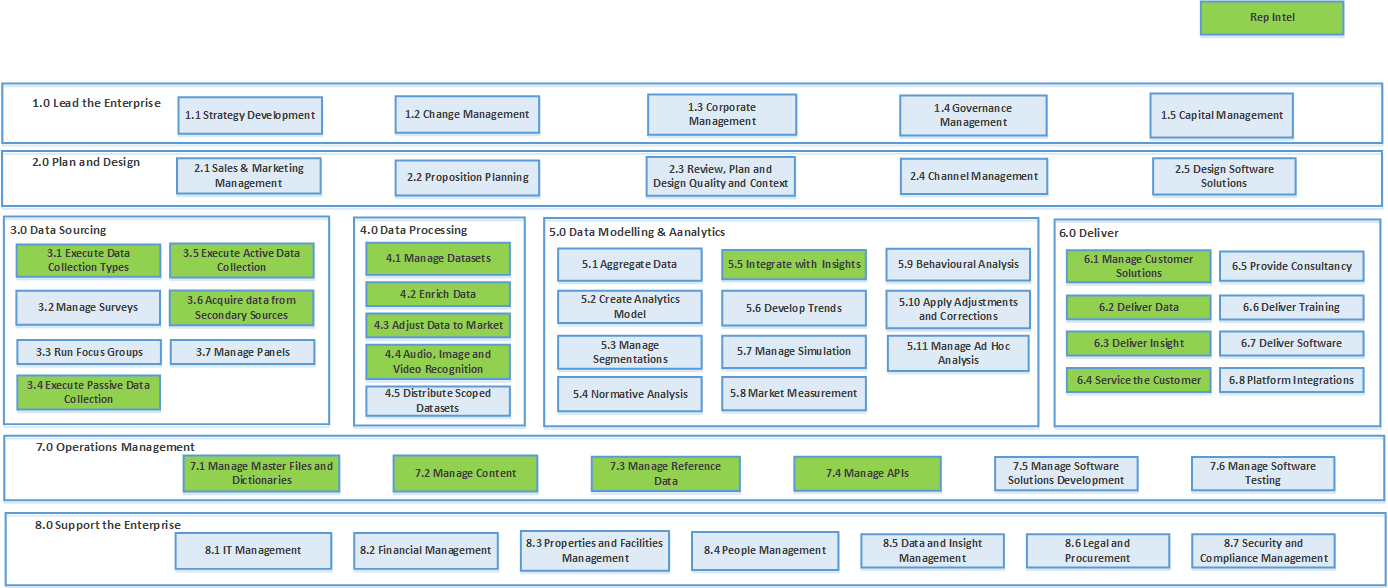 Rep Intel
1.0 Lead the Enterprise
1.1 Strategy Development
1.2 Change Management
1.3 Corporate
Management
1.4 Governance
Management
1.5 Capital Management
2.0 Plan and Design
2.1 Sales & Marketing
Management
2.2 Proposition Planning
2.3 Review, Plan and
Design Quality and Context
2.4 Channel Management
2.5 Design Software
Solutions
3.0 Data Sourcing
3.1 Execute Data
Collection Types
3.5 Execute Active Data
Collection
3.2 Manage Surveys
3.6 Acquire data from
Secondary Sources
3.3 Run Focus Groups
3.7 Manage Panels
3.4 Execute Passive Data
Collection
4.0 Data Processing
4.1 Manage Datasets
4.2 Enrich Data
4.3 Adjust Data to Market
4.4 Audio, Image and
Video Recognition
4.5 Distribute Scoped
Datasets
5.0 Data Modelling & Aanalytics
5.1 Aggregate Data
5.5 Integrate with Insights
5.9 Behavioural Analysis
5.2 Create Analytics
Model
5.6 Develop Trends
5.10 Apply Adjustments
and Corrections
5.3 Manage
Segmentations
5.7 Manage Simulation
5.11 Manage Ad Hoc
Analysis
5.4 Normative Analysis
5.8 Market Measurement
6.0 Deliver
6.1 Manage Customer
Solutions
6.5 Provide Consultancy
6.2 Deliver Data
6.6 Deliver Training
6.3 Deliver Insight
6.7 Deliver Software
6.4 Service the Customer
6.8 Platform Integrations
7.0 Operations Management
7.1 Manage Master Files and
Dictionaries
7.2 Manage Content
7.3 Manage Reference
Data
7.4 Manage APIs
7.5 Manage Software
Solutions Development
7.6 Manage Software
Testing
8.0 Support the Enterprise
8.1 IT Management
8.2 Financial Management
8.3 Properties and Facilities
Management
8.4 People Management
8.5 Data and Insight
Management
8.6 Legal and
Procurement
8.7 Security and
Compliance Management